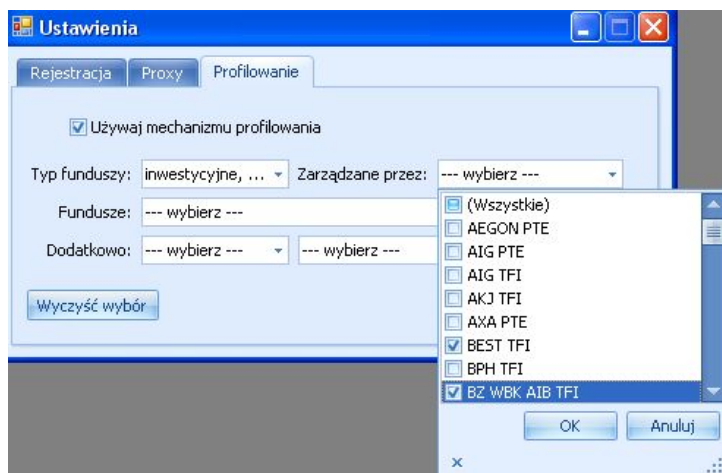 Ustawienia
Rejestracja Proxy Profilowanie
Używaj mechanizmu profilowania
Typ funduszy: inwestycyjne, ... Zarządzane przez: --- wybierz ---
Fundusze: --- wybierz ---
Dodatkowo: --- wybierz --- --- wybierz ---
Wyczyść wybór
(Wszystkie)
AEGON PTE
AIG PTE
AIG TFI
AKJ TFI
AXA PTE
BEST TFI
BPH TFI
BZ WBK AIB TFI
OK Anuluj